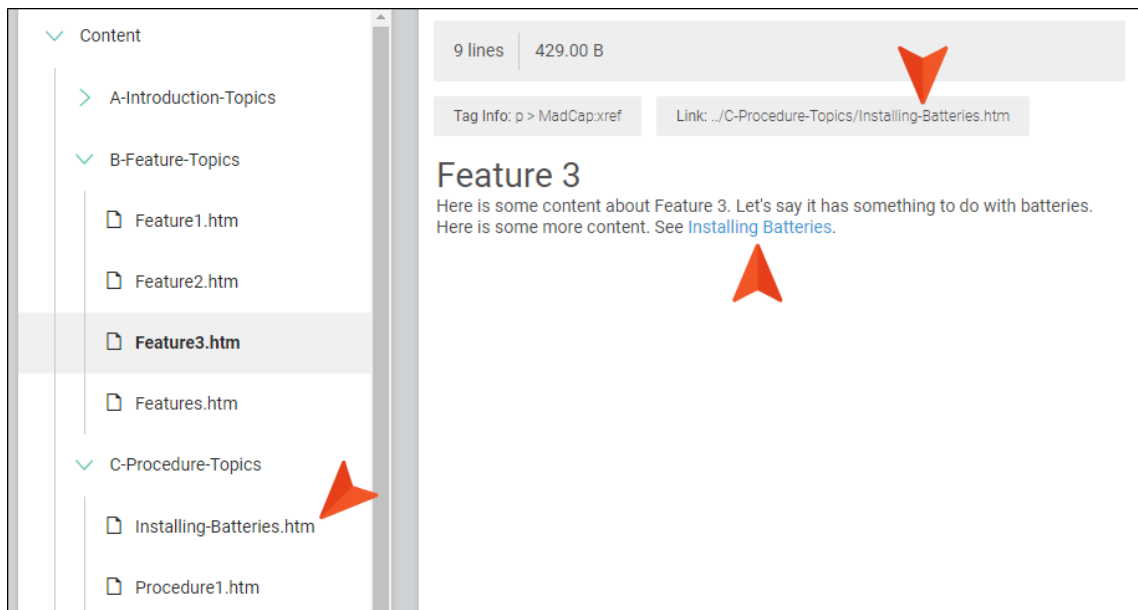 Content
A-Introduction-Topics
B-Feature-Topics
Feature1.htm
Feature2.htm
Feature3.htm
Features.htm
C-Procedure-Topics
Installing-Batteries.htm
Procedure1.htm
9 lines 429.00 B
Tag Info: p > MadCap:xref Link: ../C-Procedure-Topics/Installing-Batteries.htm
Feature 3
Here is some content about Feature 3. Let's say it has something to do with batteries.
Here is some more content. See Installing Batteries.